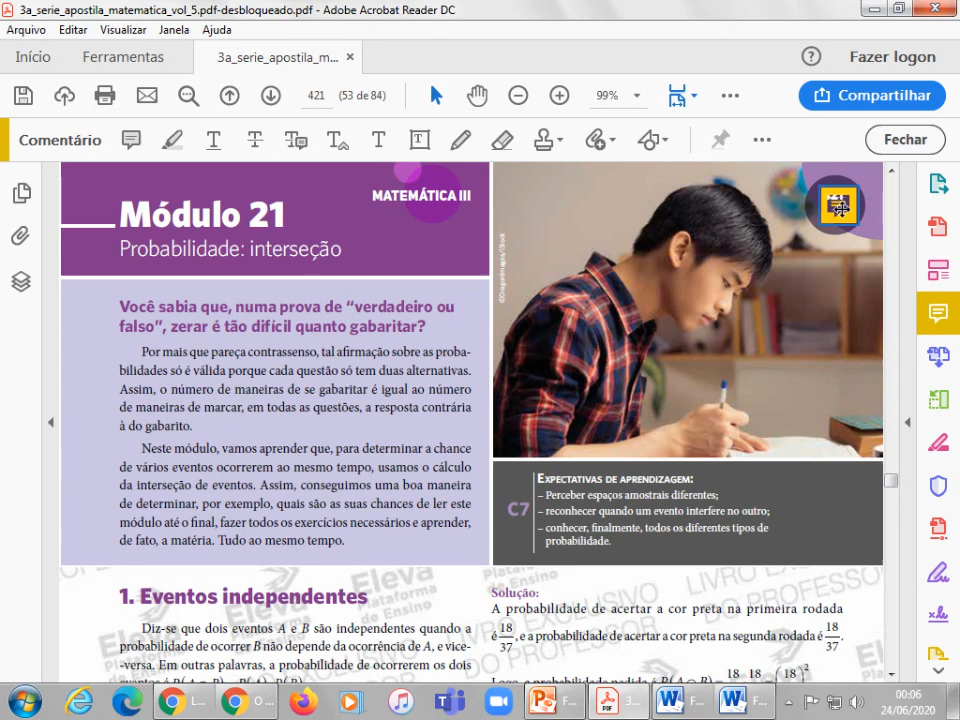 3a_serie_apostila_matematica_vol_5.pdf-desbloqueado.pdf - Adobe Acrobat Reader DC
Arquivo Editar Visualizar Janela Ajuda
Início Ferramentas 3a_serie_apostila_m... Fazer logon
421 (53 de 84) 99% Compartilhar
Comentário Fechar
MATEMÁTICA III
Módulo 21
Probabilidade: interseção
©Dragonimages/iStock
Você sabia que, numa prova de “verdadeiro ou
falso”, zerar é tão difícil quanto gabaritar?
Por mais que pareça contrassenso, tal afirmação sobre as proba-
bilidades só é válida porque cada questão só tem duas alternativas.
Assim, o número de maneiras de se gabaritar é igual ao número
de maneiras de marcar, em todas as questões, a resposta contrária
à do gabarito.
Neste módulo, vamos aprender que, para determinar a chance
de vários eventos ocorrerem ao mesmo tempo, usamos o cálculo
da interseção de eventos. Assim, conseguimos uma boa maneira
de determinar, por exemplo, quais são as suas chances de ler este
módulo até o final, fazer todos os exercícios necessários e aprender,
de fato, a matéria. Tudo ao mesmo tempo.
C7
EXPECTATIVAS DE APRENDIZAGEM:
– Perceber espaços amostrais diferentes;
– reconhecer quando um evento interfere no outro;
– conhecer, finalmente, todos os diferentes tipos de
probabilidade.
1. Eventos independentes
Diz-se que dois eventos A e B são independentes quando a
probabilidade de ocorrer B não depende da ocorrência de A, e vice-
-versa. Em outras palavras, a probabilidade de ocorrerem os dois
Solução:
A probabilidade de acertar a cor preta na primeira rodada
é 18/37, e a probabilidade de acertar a cor preta na segunda rodada é 18/37.
Eleva
Plataforma
de Ensino
LIVRO EXCLUSIVO
DO PROFESSOR
00:06
24/06/2020